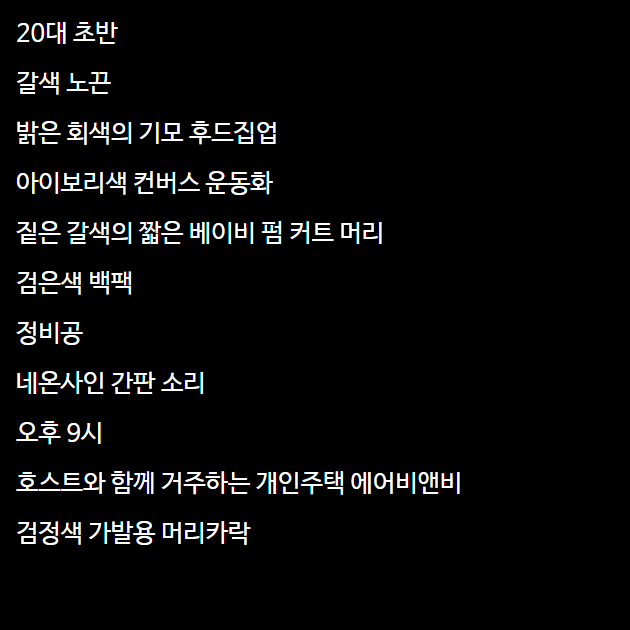 20대 초반
갈색 노끈
밝은 회색의 기모 후드집업
아이보리색 컨버스 운동화
짙은 갈색의 짧은 베이비 펌 커트 머리
검은색 백팩
정비공
네온사인 간판 소리
오후 9시
호스트와 함께 거주하는 개인주택 에어비앤비
검정색 가발용 머리카락